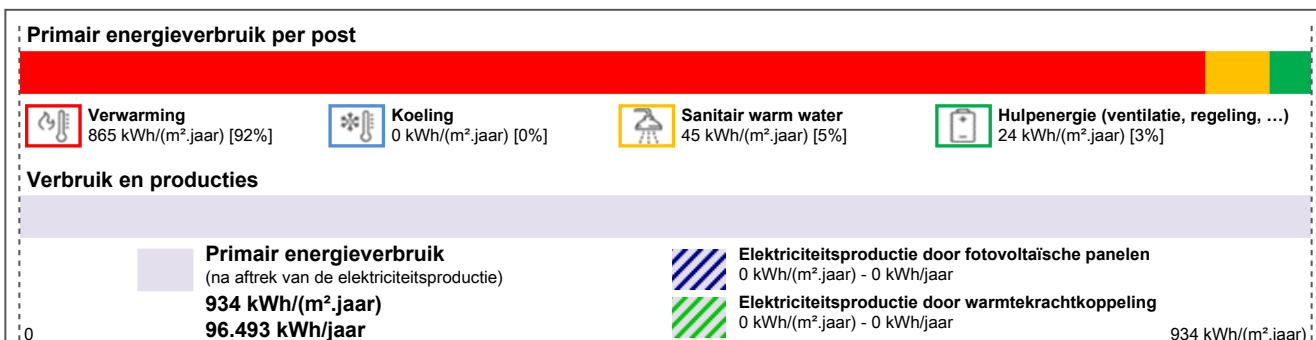 Primair energieverbruik per post
Verwarming
865 kWh/(m².jaar) [92%]
Koeling
0 kWh/(m².jaar) [0%]
Sanitair warm water
45 kWh/(m².jaar) [5%]
Hulpenergie (ventilatie, regeling, …)
24 kWh/(m².jaar) [3%]
Verbruik en producties
Primair energieverbruik
(na aftrek van de elektriciteitsproductie)
934 kWh/(m².jaar)
96.493 kWh/jaar
Elektriciteitsproductie door fotovoltaïsche panelen
0 kWh/(m².jaar) - 0 kWh/jaar
Elektriciteitsproductie door warmtekrachtkoppeling
0 kWh/(m².jaar) - 0 kWh/jaar
0
934 kWh/(m².jaar)